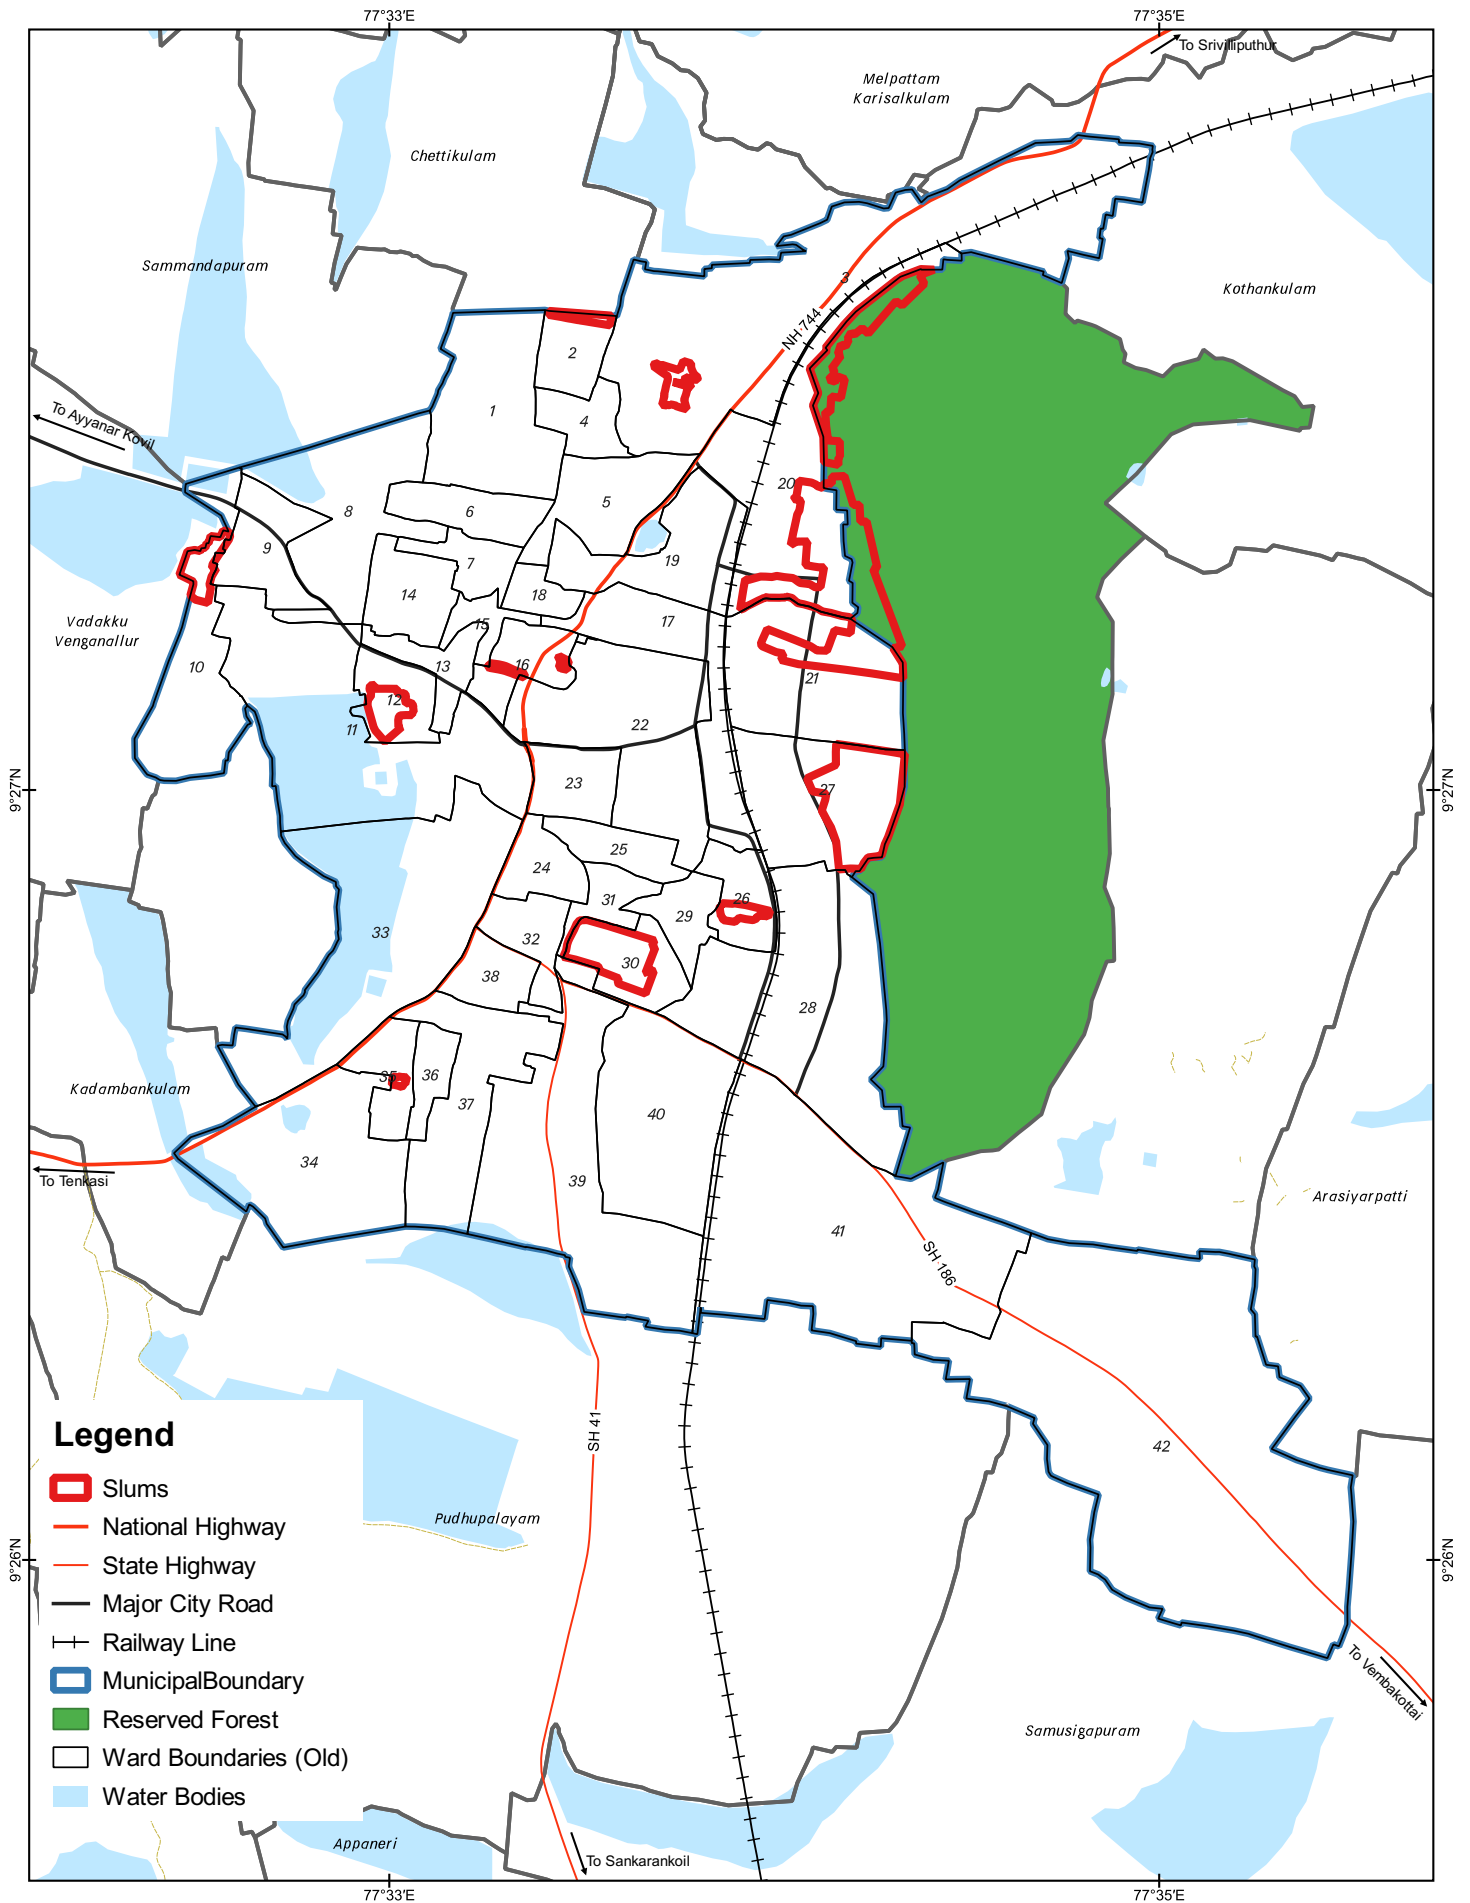 77°33′E
77°35′E
To Srivilliputhur
Melpattam
Karisalkulam
Chettikulam
Sammandapuram
Kothankulam
3
NH 744
2
1
4
To Ayyanar Kovil
20
5
8
6
9
19
7
14
18
15
17
Vadakku
Venganallur
10
13
16
21
12
11
22
9°27′N
23
27
9°27′N
25
24
26
31
29
33
32
30
38
28
35
36
Kadambankulam
37
40
34
39
To Tenkasi
Arasiyarpatti
41
SH 186
SH 41
42
Legend
Slums
National Highway
State Highway
Major City Road
Railway Line
MunicipalBoundary
Reserved Forest
Ward Boundaries (Old)
Water Bodies
Pudhupalayam
9°26′N
9°26′N
To Vembakottai
Samusigapuram
Appaneri
To Sankarankoil
77°33′E
77°35′E